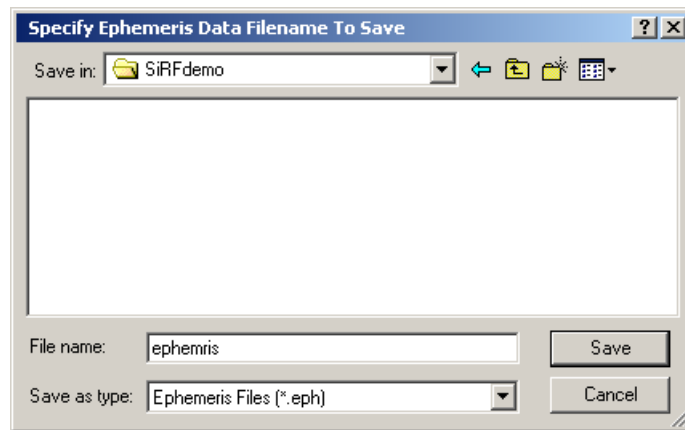 Specify Ephemeris Data Filename To Save
Save in: SiRFdemo
File name: ephemris Save
Save as type: Ephemeris Files (*.eph) Cancel